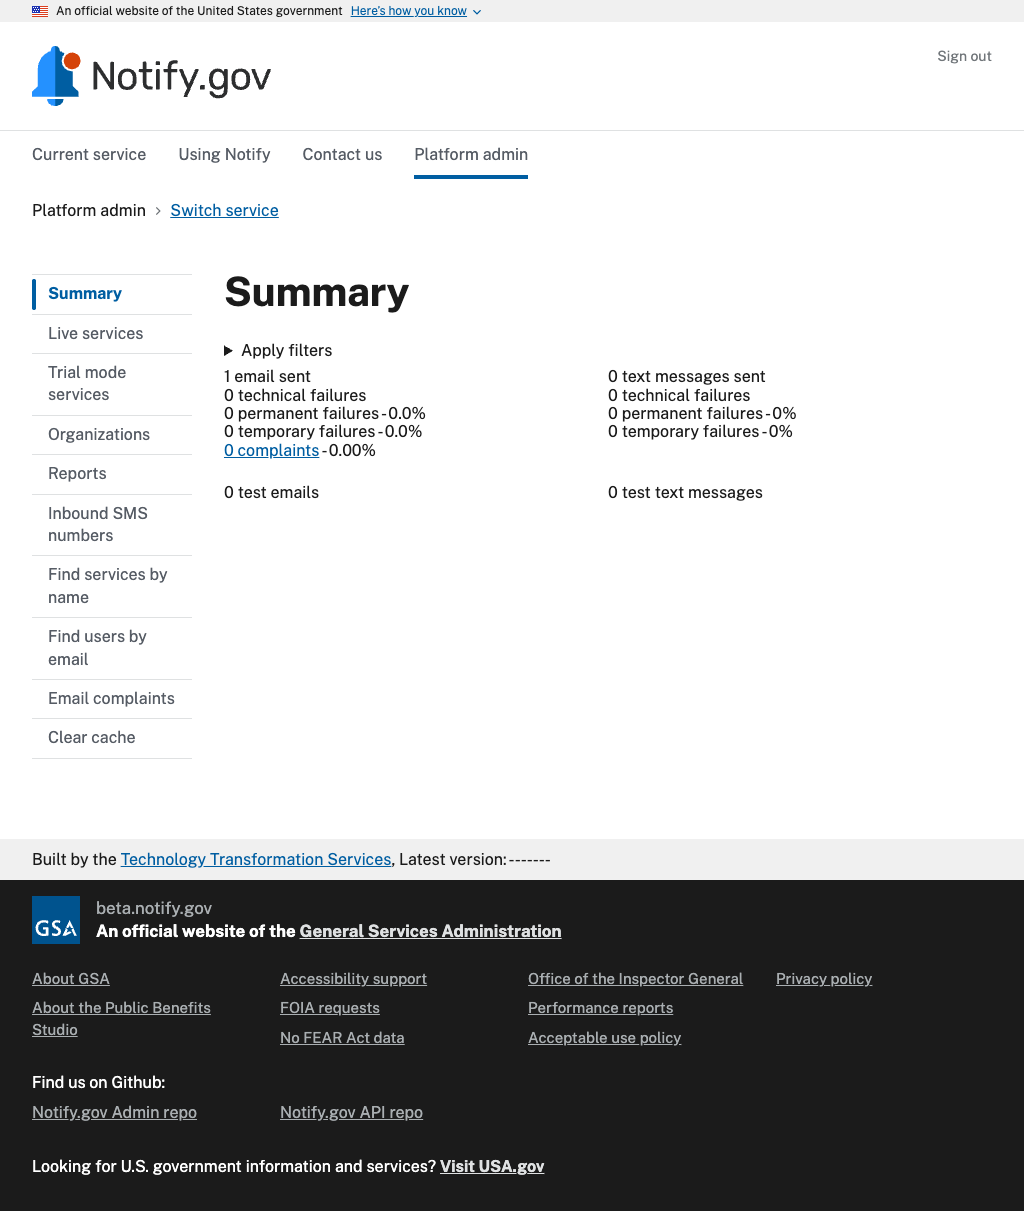 An official website of the United States government Here's how you know
Notify.gov
Sign out
Current service Using Notify Contact us Platform admin
Platform admin Switch service
Summary
Live services
Trial mode
services
Organizations
Reports
Inbound SMS
numbers
Find services by
name
Find users by
email
Email complaints
Clear cache
Summary
Apply filters
1 email sent
0 technical failures
0 permanent failures - 0.0%
0 temporary failures - 0.0%
0 complaints - 0.00%
0 text messages sent
0 technical failures
0 permanent failures - 0%
0 temporary failures - 0%
0 test emails
0 test text messages
Built by the Technology Transformation Services, Latest version: -------
GSA
beta.notify.gov
An official website of the General Services Administration
About GSA
About the Public Benefits
Studio
Accessibility support
FOIA requests
No FEAR Act data
Office of the Inspector General
Performance reports
Acceptable use policy
Privacy policy
Find us on Github:
Notify.gov Admin repo Notify.gov API repo
Looking for U.S. government information and services? Visit USA.gov